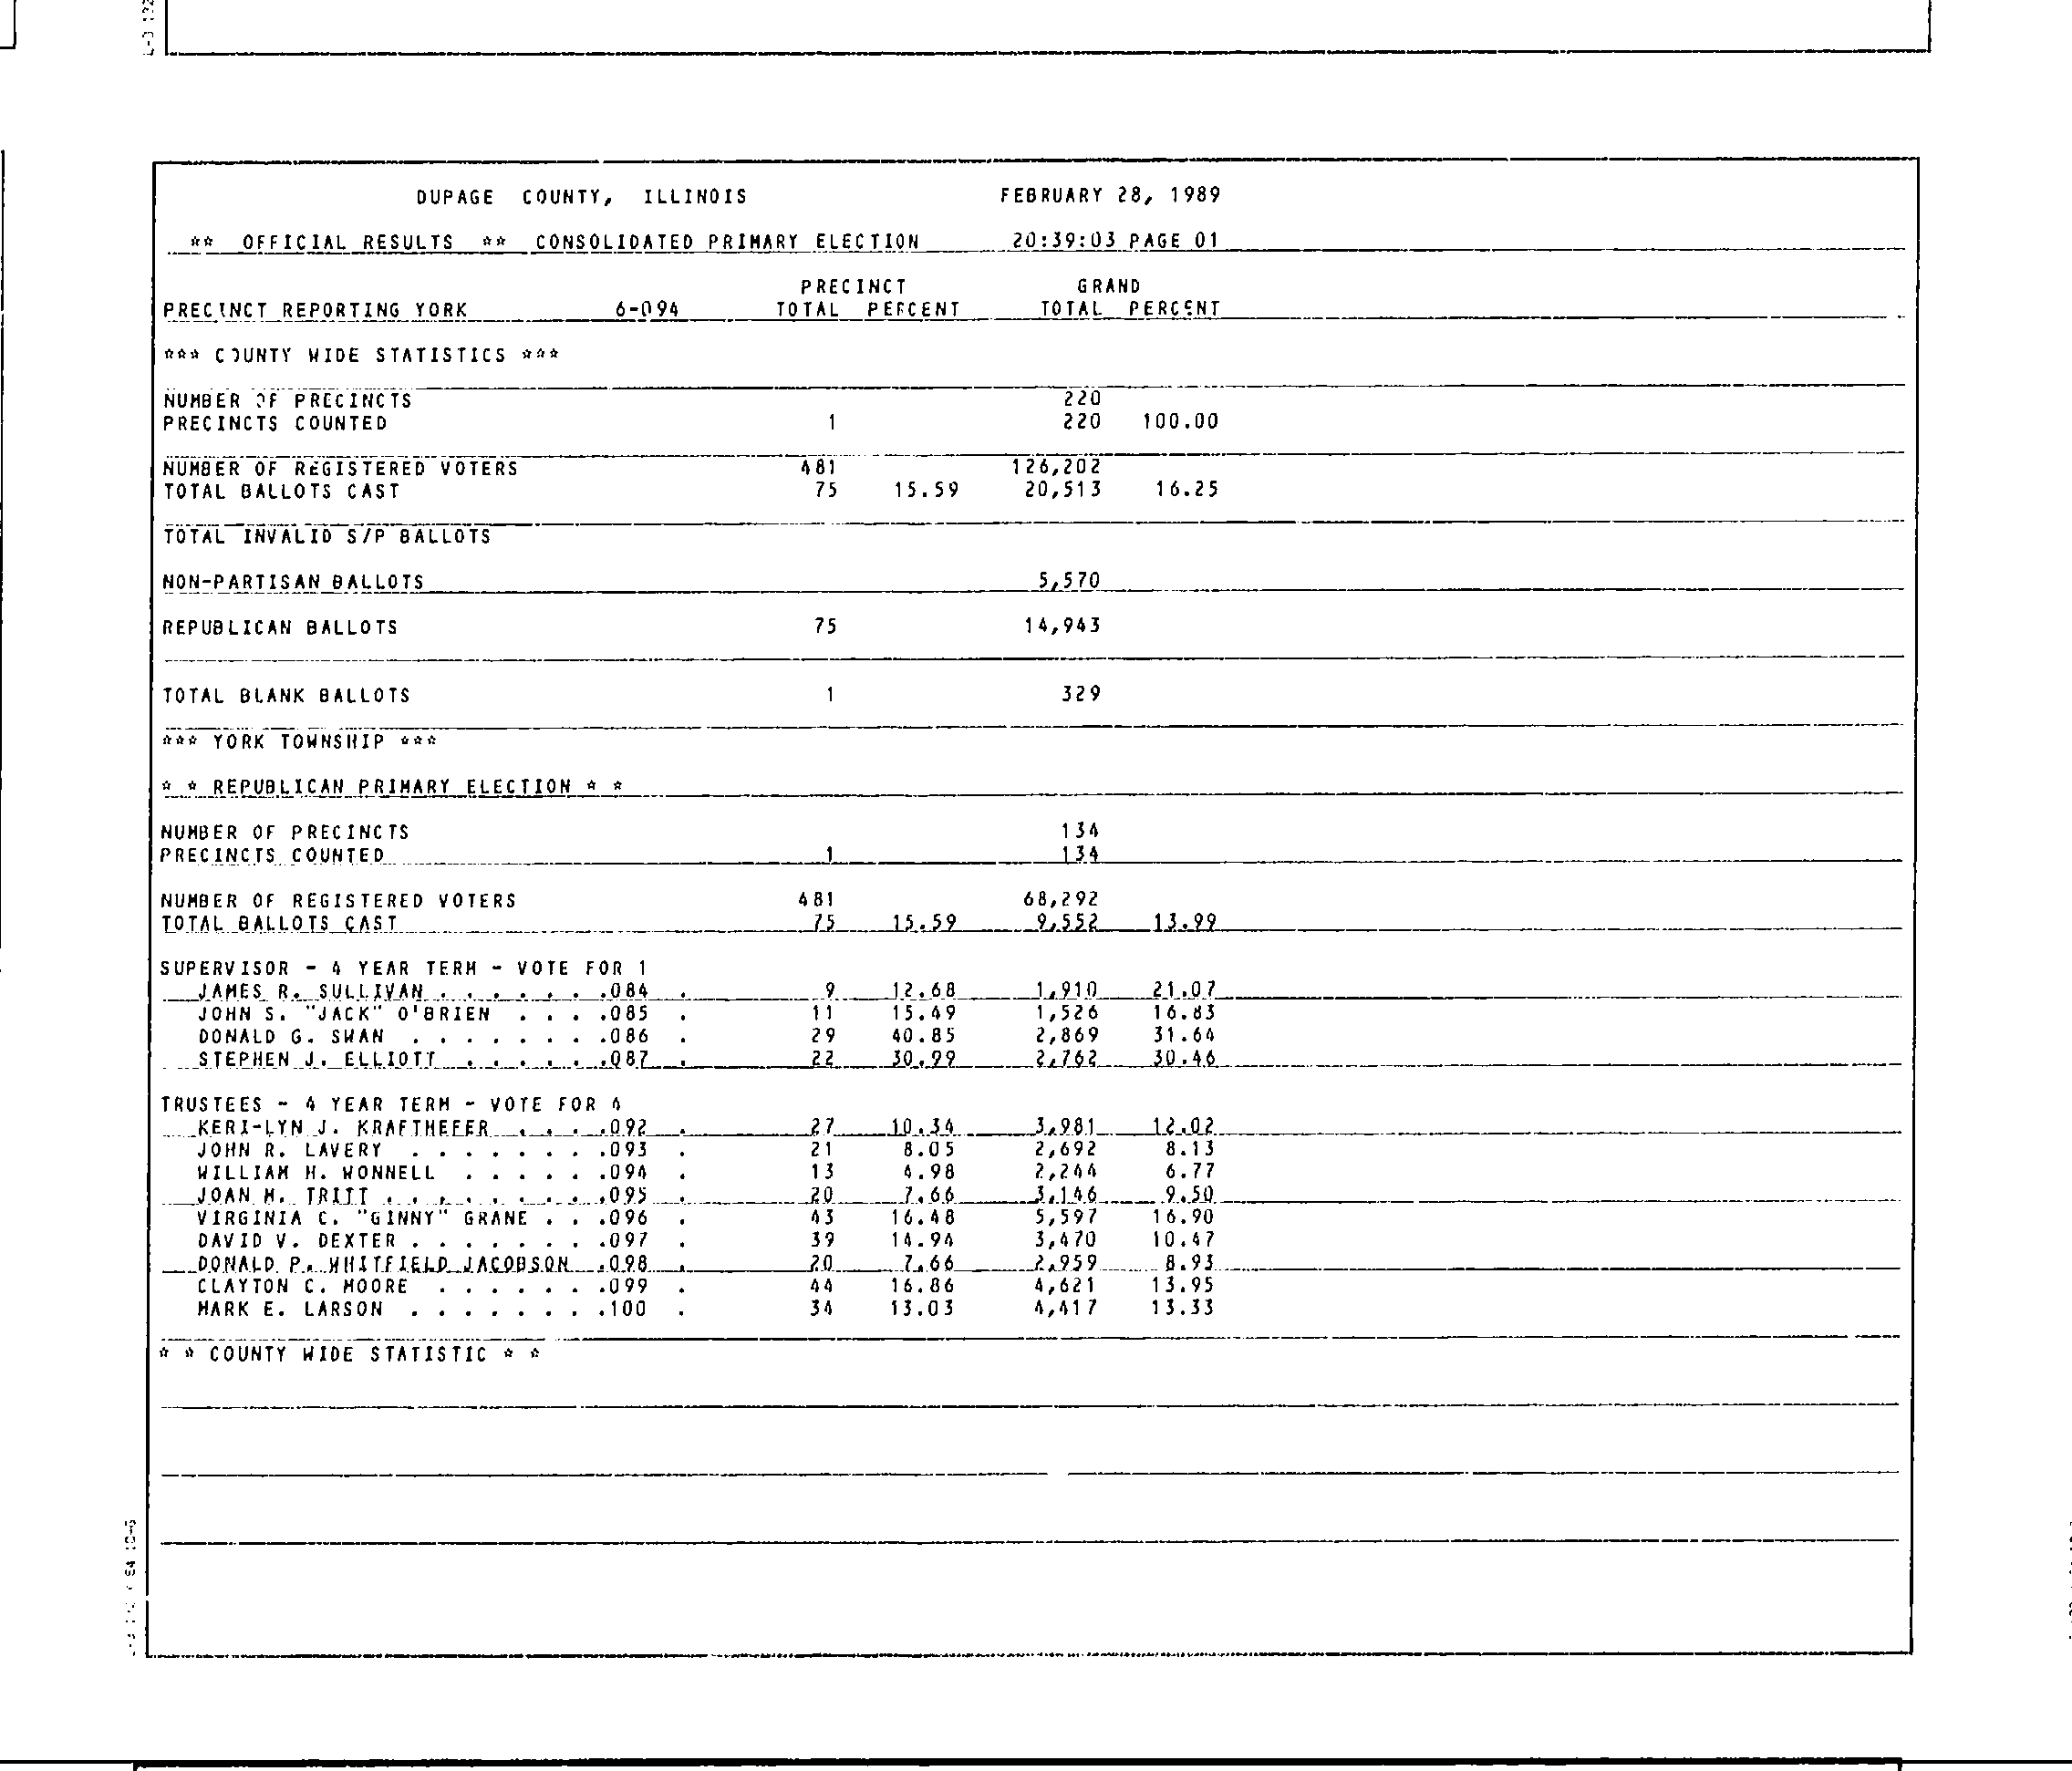 DUPAGE COUNTY, ILLINOIS FEBRUARY 28, 1989
** OFFICIAL RESULTS ** CONSOLIDATED PRIMARY ELECTION 20:39:03 PAGE 01
PRECINCT GRAND
PRECINCT REPORTING YORK 6-094 TOTAL PERCENT TOTAL PERCENT
*** COUNTY WIDE STATISTICS ***
NUMBER OF PRECINCTS 220
PRECINCTS COUNTED 1 220 100.00
NUMBER OF REGISTERED VOTERS 481 126,202
TOTAL BALLOTS CAST 75 15.59 20,513 16.25
TOTAL INVALID S/P BALLOTS
NON-PARTISAN BALLOTS 5,570
REPUBLICAN BALLOTS 75 14,943
TOTAL BLANK BALLOTS 1 329
*** YORK TOWNSHIP ***
* * REPUBLICAN PRIMARY ELECTION * *
NUMBER OF PRECINCTS 134
PRECINCTS COUNTED 1 134
NUMBER OF REGISTERED VOTERS 481 68,292
TOTAL BALLOTS CAST 75 15.59 9,552 13.99
SUPERVISOR - 4 YEAR TERM - VOTE FOR 1
JAMES R. SULLIVAN . . . . . . .084 . 9 12.68 1,910 21.07
JOHN S. "JACK" O'BRIEN . . . .085 . 11 15.49 1,526 16.83
DONALD G. SWAN . . . . . . . .086 . 29 40.85 2,869 31.64
STEPHEN J. ELLIOTT . . . . . .087 . 22 30.99 2,762 30.46
TRUSTEES - 4 YEAR TERM - VOTE FOR 4
KERI-LYN J. KRAFTHEFER . . . .092 . 27 10.34 3,981 12.02
JOHN R. LAVERY . . . . . . . .093 . 21 8.05 2,692 8.13
WILLIAM H. WONNELL . . . . . .094 . 13 4.98 2,244 6.77
JOAN M. TRITT . . . . . . . . .095 . 20 7.66 3,146 9.50
VIRGINIA C. "GINNY" GRANE . . .096 . 43 16.48 5,597 16.90
DAVID V. DEXTER . . . . . . . .097 . 39 14.94 3,470 10.47
DONALD P. WHITFIELD JACOBSON .098 . 20 7.66 2,959 8.93
CLAYTON C. MOORE . . . . . . .099 . 44 16.86 4,621 13.95
MARK E. LARSON . . . . . . . .100 . 34 13.03 4,417 13.33
* * COUNTY WIDE STATISTIC * *